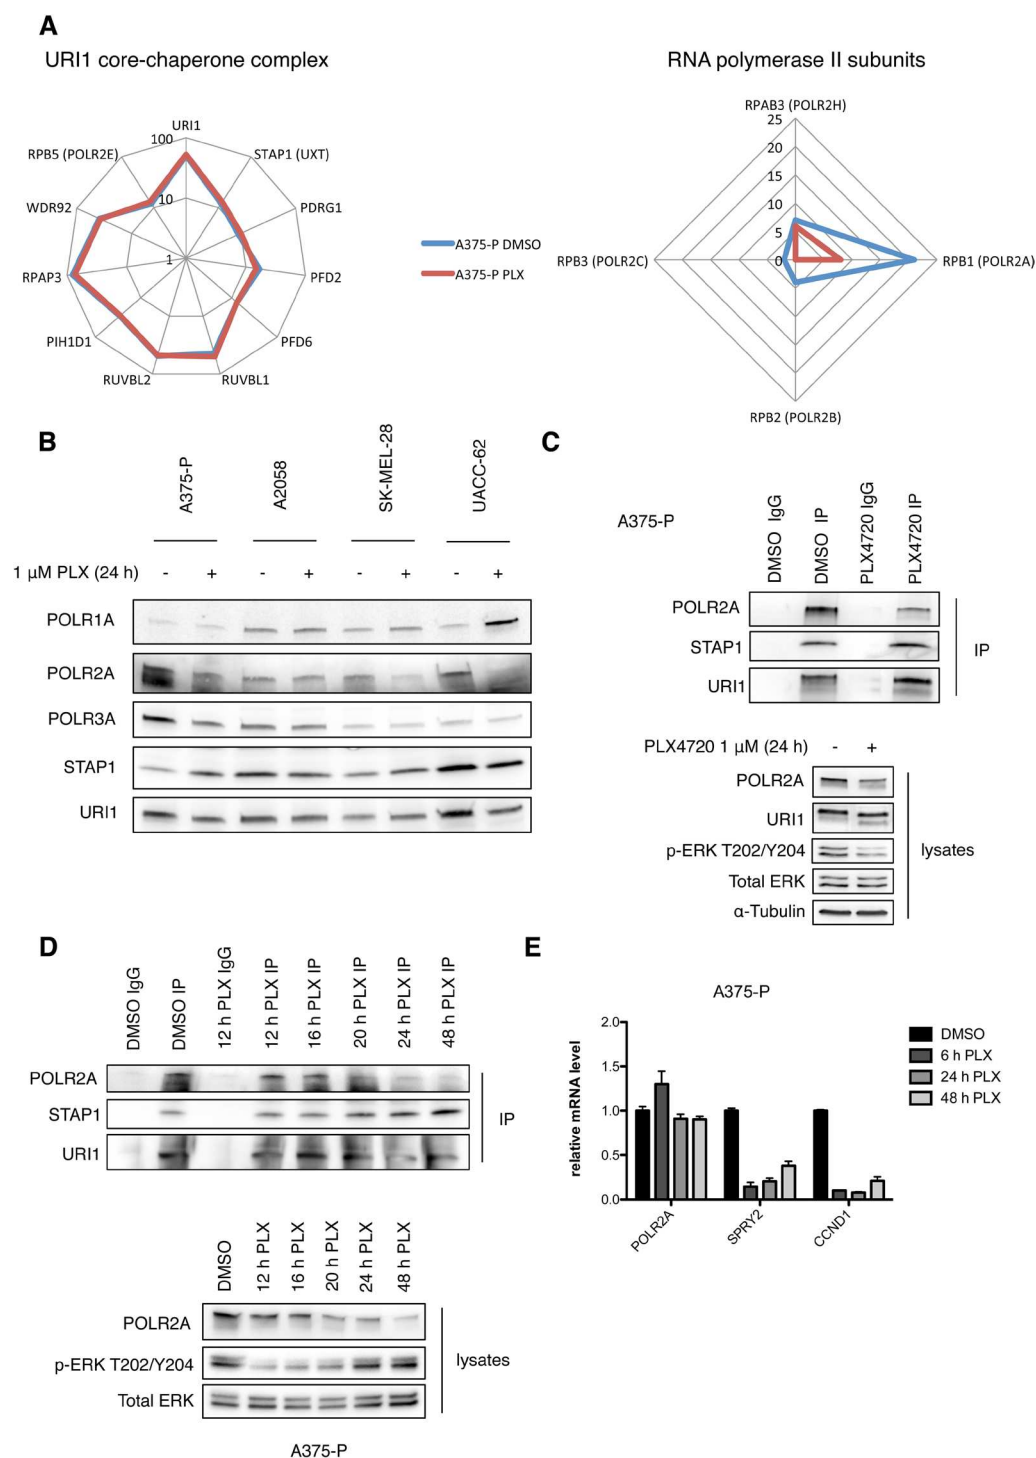 A
URI1 core-chaperone complex
RNA polymerase II subunits
URI1
100
10
1
STAP1 (UXT)
PDRG1
PFD2
PFD6
RUVBL1
RUVBL2
PIH1D1
RPAP3
WDR92
RPB5 (POLR2E)
A375-P DMSO
A375-P PLX
RPAB3 (POLR2H)
25
20
15
10
5
0
RPB3 (POLR2C)
RPB1 (POLR2A)
RPB2 (POLR2B)
B
A375-P
A2058
SK-MEL-28
UACC-62
1 µM PLX (24 h) - + - + - + - +
POLR1A
POLR2A
POLR3A
STAP1
URI1
C
A375-P
DMSO IgG
DMSO IP
PLX4720 IgG
PLX4720 IP
POLR2A
STAP1
URI1
IP
PLX4720 1 µM (24 h) - +
POLR2A
URI1
p-ERK T202/Y204
Total ERK
α-Tubulin
lysates
D
DMSO IgG
DMSO IP
12 h PLX IgG
12 h PLX IP
16 h PLX IP
20 h PLX IP
24 h PLX IP
48 h PLX IP
POLR2A
STAP1
URI1
IP
DMSO
12 h PLX
16 h PLX
20 h PLX
24 h PLX
48 h PLX
POLR2A
p-ERK T202/Y204
Total ERK
lysates
A375-P
E
A375-P
relative mRNA level
2.0
1.5
1.0
0.5
0.0
POLR2A
SPRY2
CCND1
DMSO
6 h PLX
24 h PLX
48 h PLX